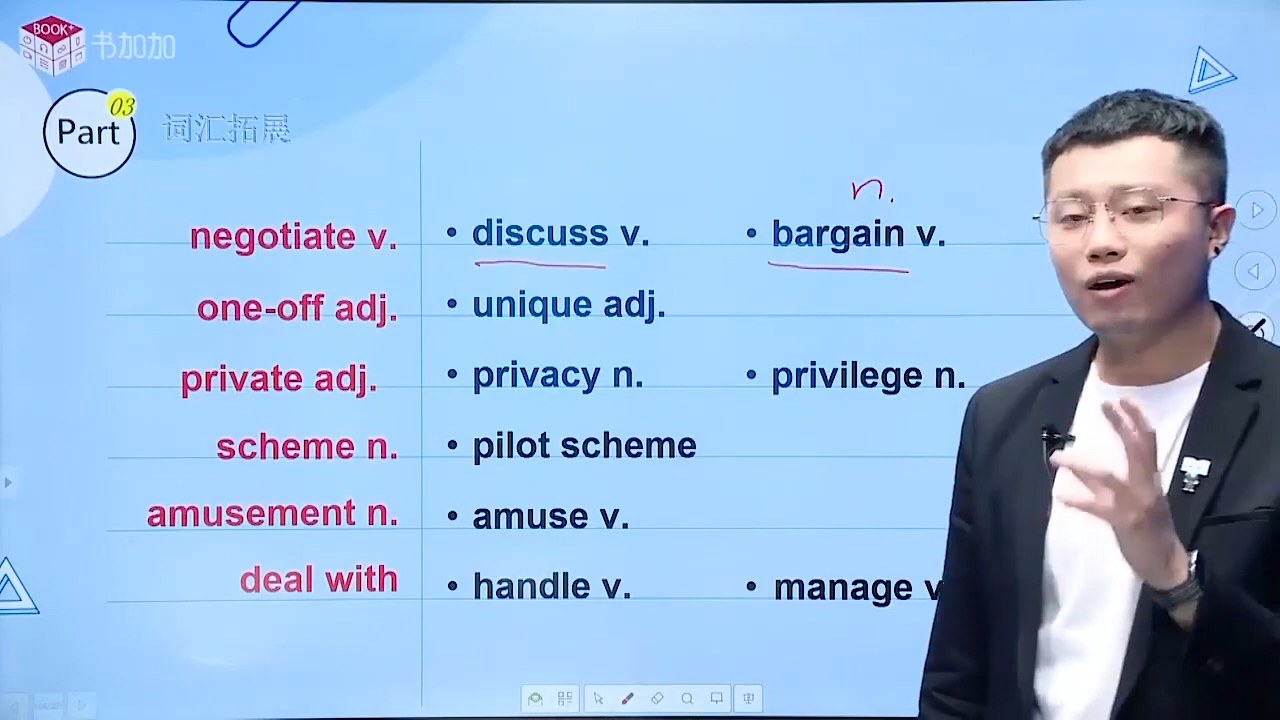 BOOK+
书加加
Part
03
词汇拓展
n.
negotiate v. • discuss v. • bargain v.
one-off adj. • unique adj.
private adj. • privacy n. • privilege n.
scheme n. • pilot scheme
amusement n. • amuse v.
deal with • handle v. • manage v